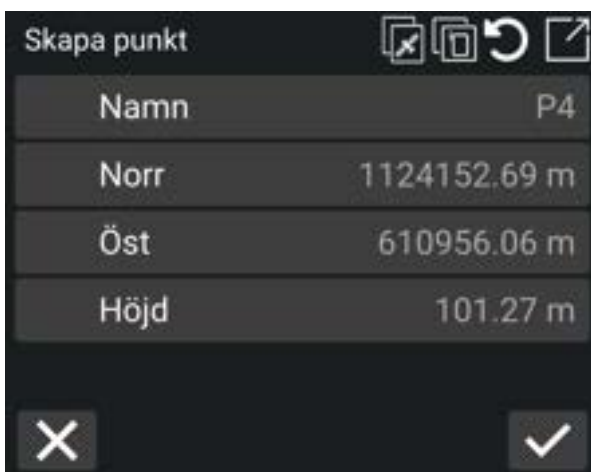 Skapa punkt
Namn P4
Norr 1124152.69 m
Öst 610956.06 m
Höjd 101.27 m